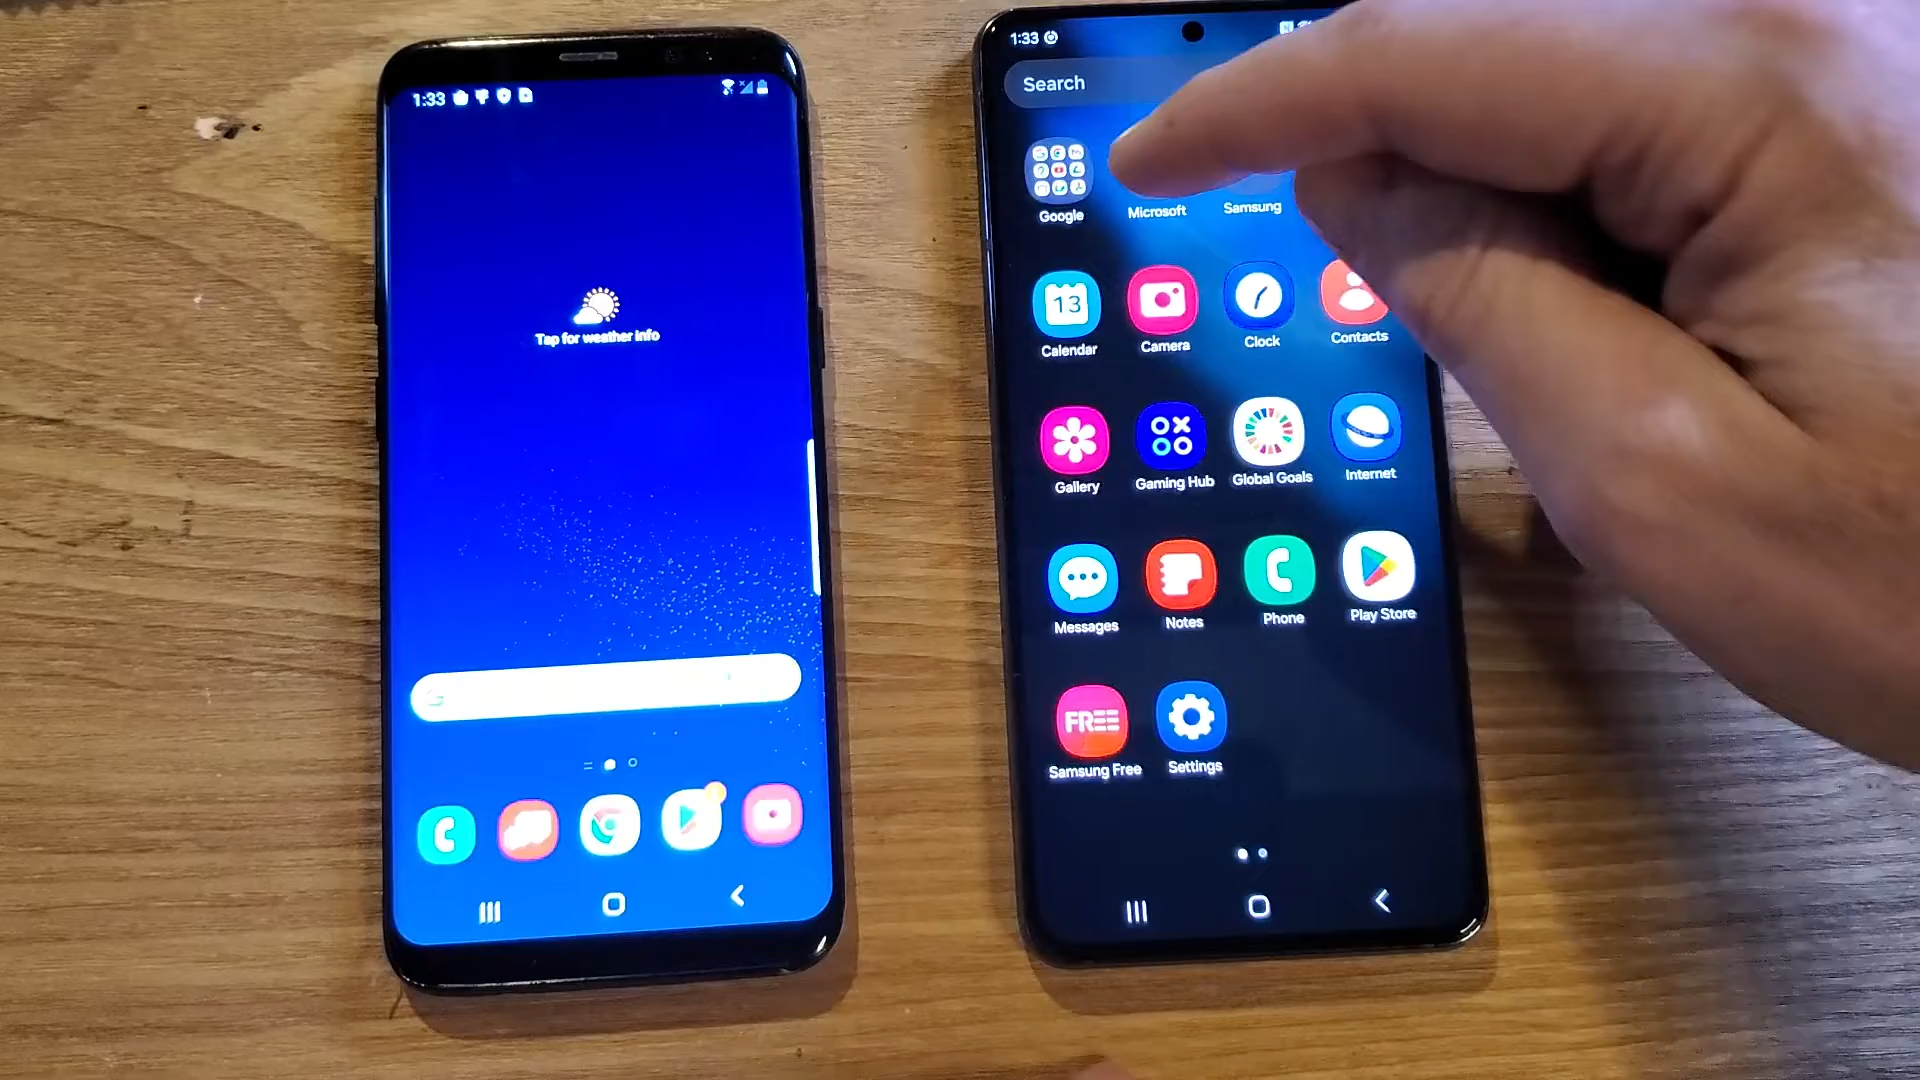 1:33
Tap for weather info
1:33
Search
Google
Microsoft
Samsung
13
Calendar
Camera
Clock
Contacts
Gallery
Gaming Hub
Global Goals
Internet
Messages
Notes
Phone
Play Store
FREE
Samsung Free
Settings